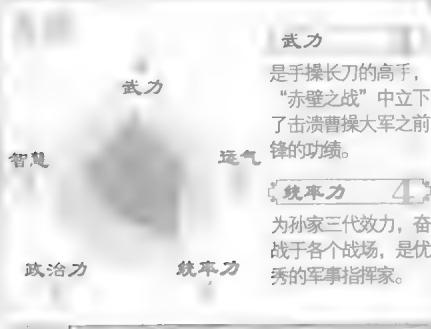 武力
是手操长刀的高手，
“赤壁之战”中立下
了击溃曹操大军之前
锋的功绩。
统率力 4
为孙家三代效力，奋
战于各个战场，是优
秀的军事指挥家。
武力
智慧
运气
政治力
统率力